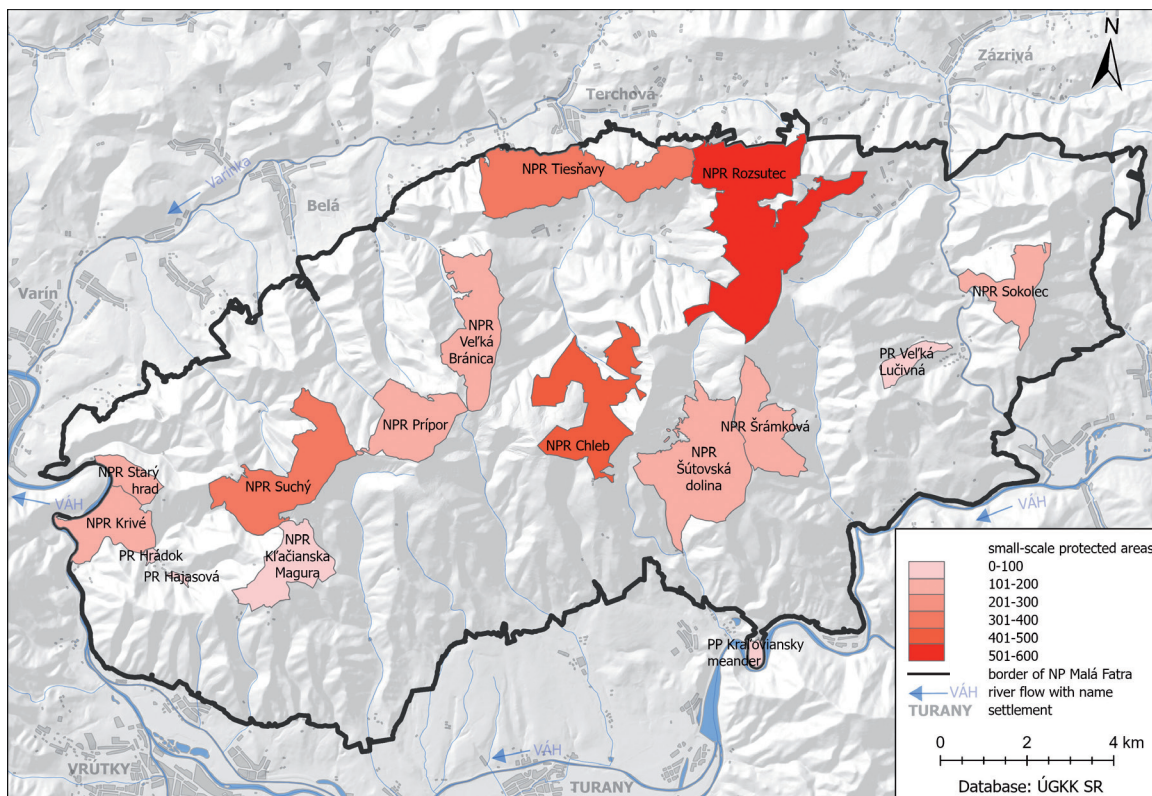 N
Zázrivá
Terchová
Varínka
Belá
Varín
NPR Tiesňavy
NPR Rozsutec
NPR Sokolec
NPR
Veľká
Bránica
PR Veľká
Lučivná
NPR Prípor
NPR Chleb
NPR Šrámková
NPR
Šútovská
dolina
NPR Starý
hrad
NPR Suchý
VÁH
NPR Krivé
PR Hrádok
PR Hajasová
NPR
Kľačianska
Magura
VÁH
PP Kraľoviansky
meander
VÁH
VRÚTKY
TURANY
small-scale protected areas
0-100
101-200
201-300
301-400
401-500
501-600
border of NP Malá Fatra
VÁH river flow with name
TURANY settlement
0 2 4 km
Database: ÚGKK SR